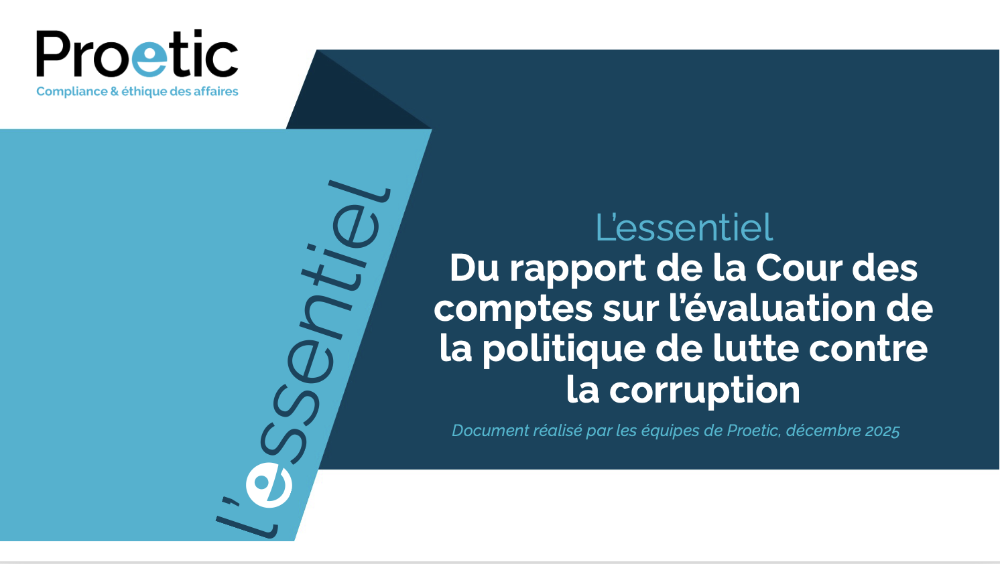 Proetic
Compliance & éthique des affaires
l'essentiel
L'essentiel
Du rapport de la Cour des
comptes sur l'évaluation de
la politique de lutte contre
la corruption
Document réalisé par les équipes de Proetic, décembre 2025